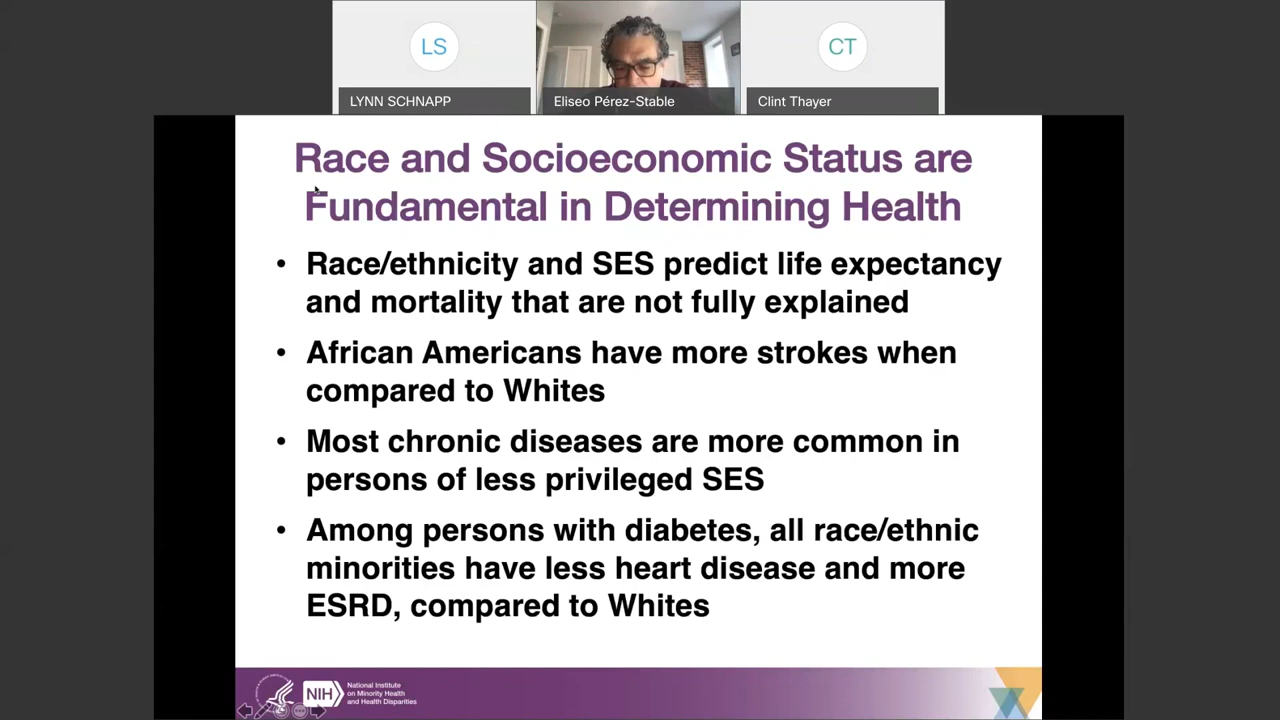 LS
CT
LYNN SCHNAPP
Eliseo Pérez-Stable
Clint Thayer
Race and Socioeconomic Status are
Fundamental in Determining Health
• Race/ethnicity and SES predict life expectancy
and mortality that are not fully explained
• African Americans have more strokes when
compared to Whites
• Most chronic diseases are more common in
persons of less privileged SES
• Among persons with diabetes, all race/ethnic
minorities have less heart disease and more
ESRD, compared to Whites
NIH
National Institute
on Minority Health
and Health Disparities